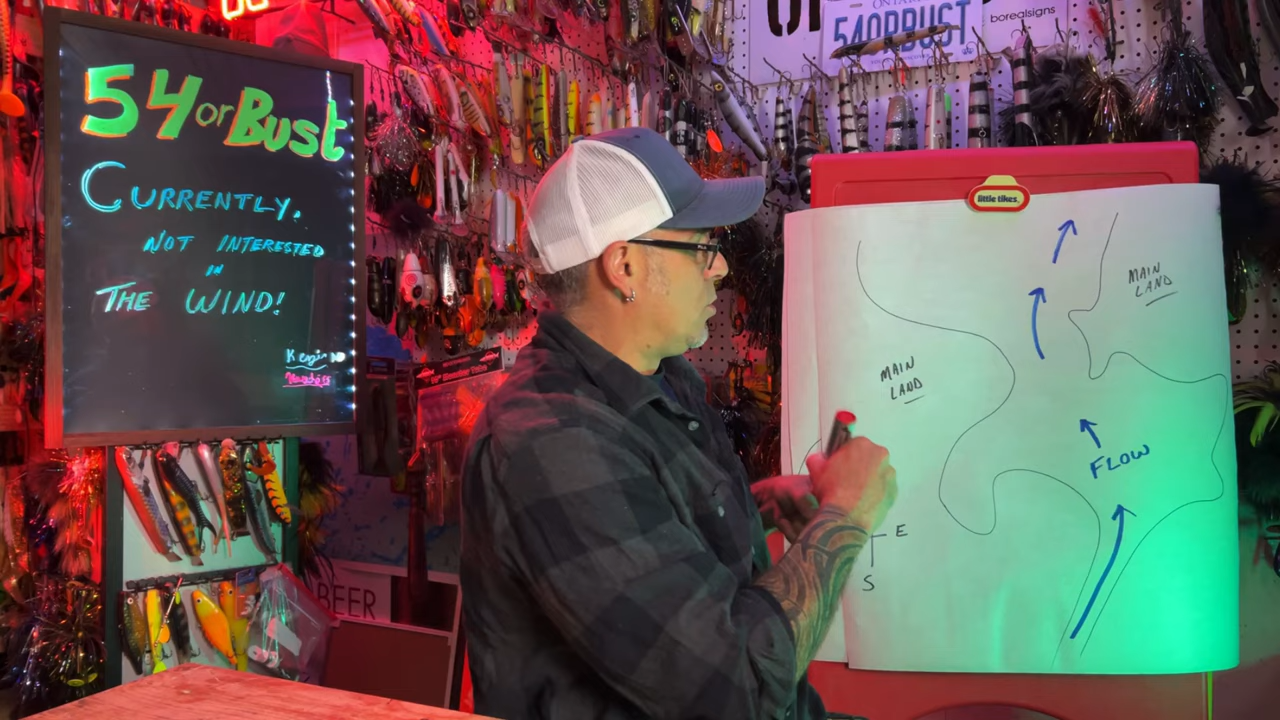 54 or Bust
CURRENTLY,
NOT INTERESTED
IN
THE WIND!
BEER
ONTARIO
54ORBUST
borealsigns
little tikes.
MAIN
LAND
MAIN
LAND
FLOW
E
S